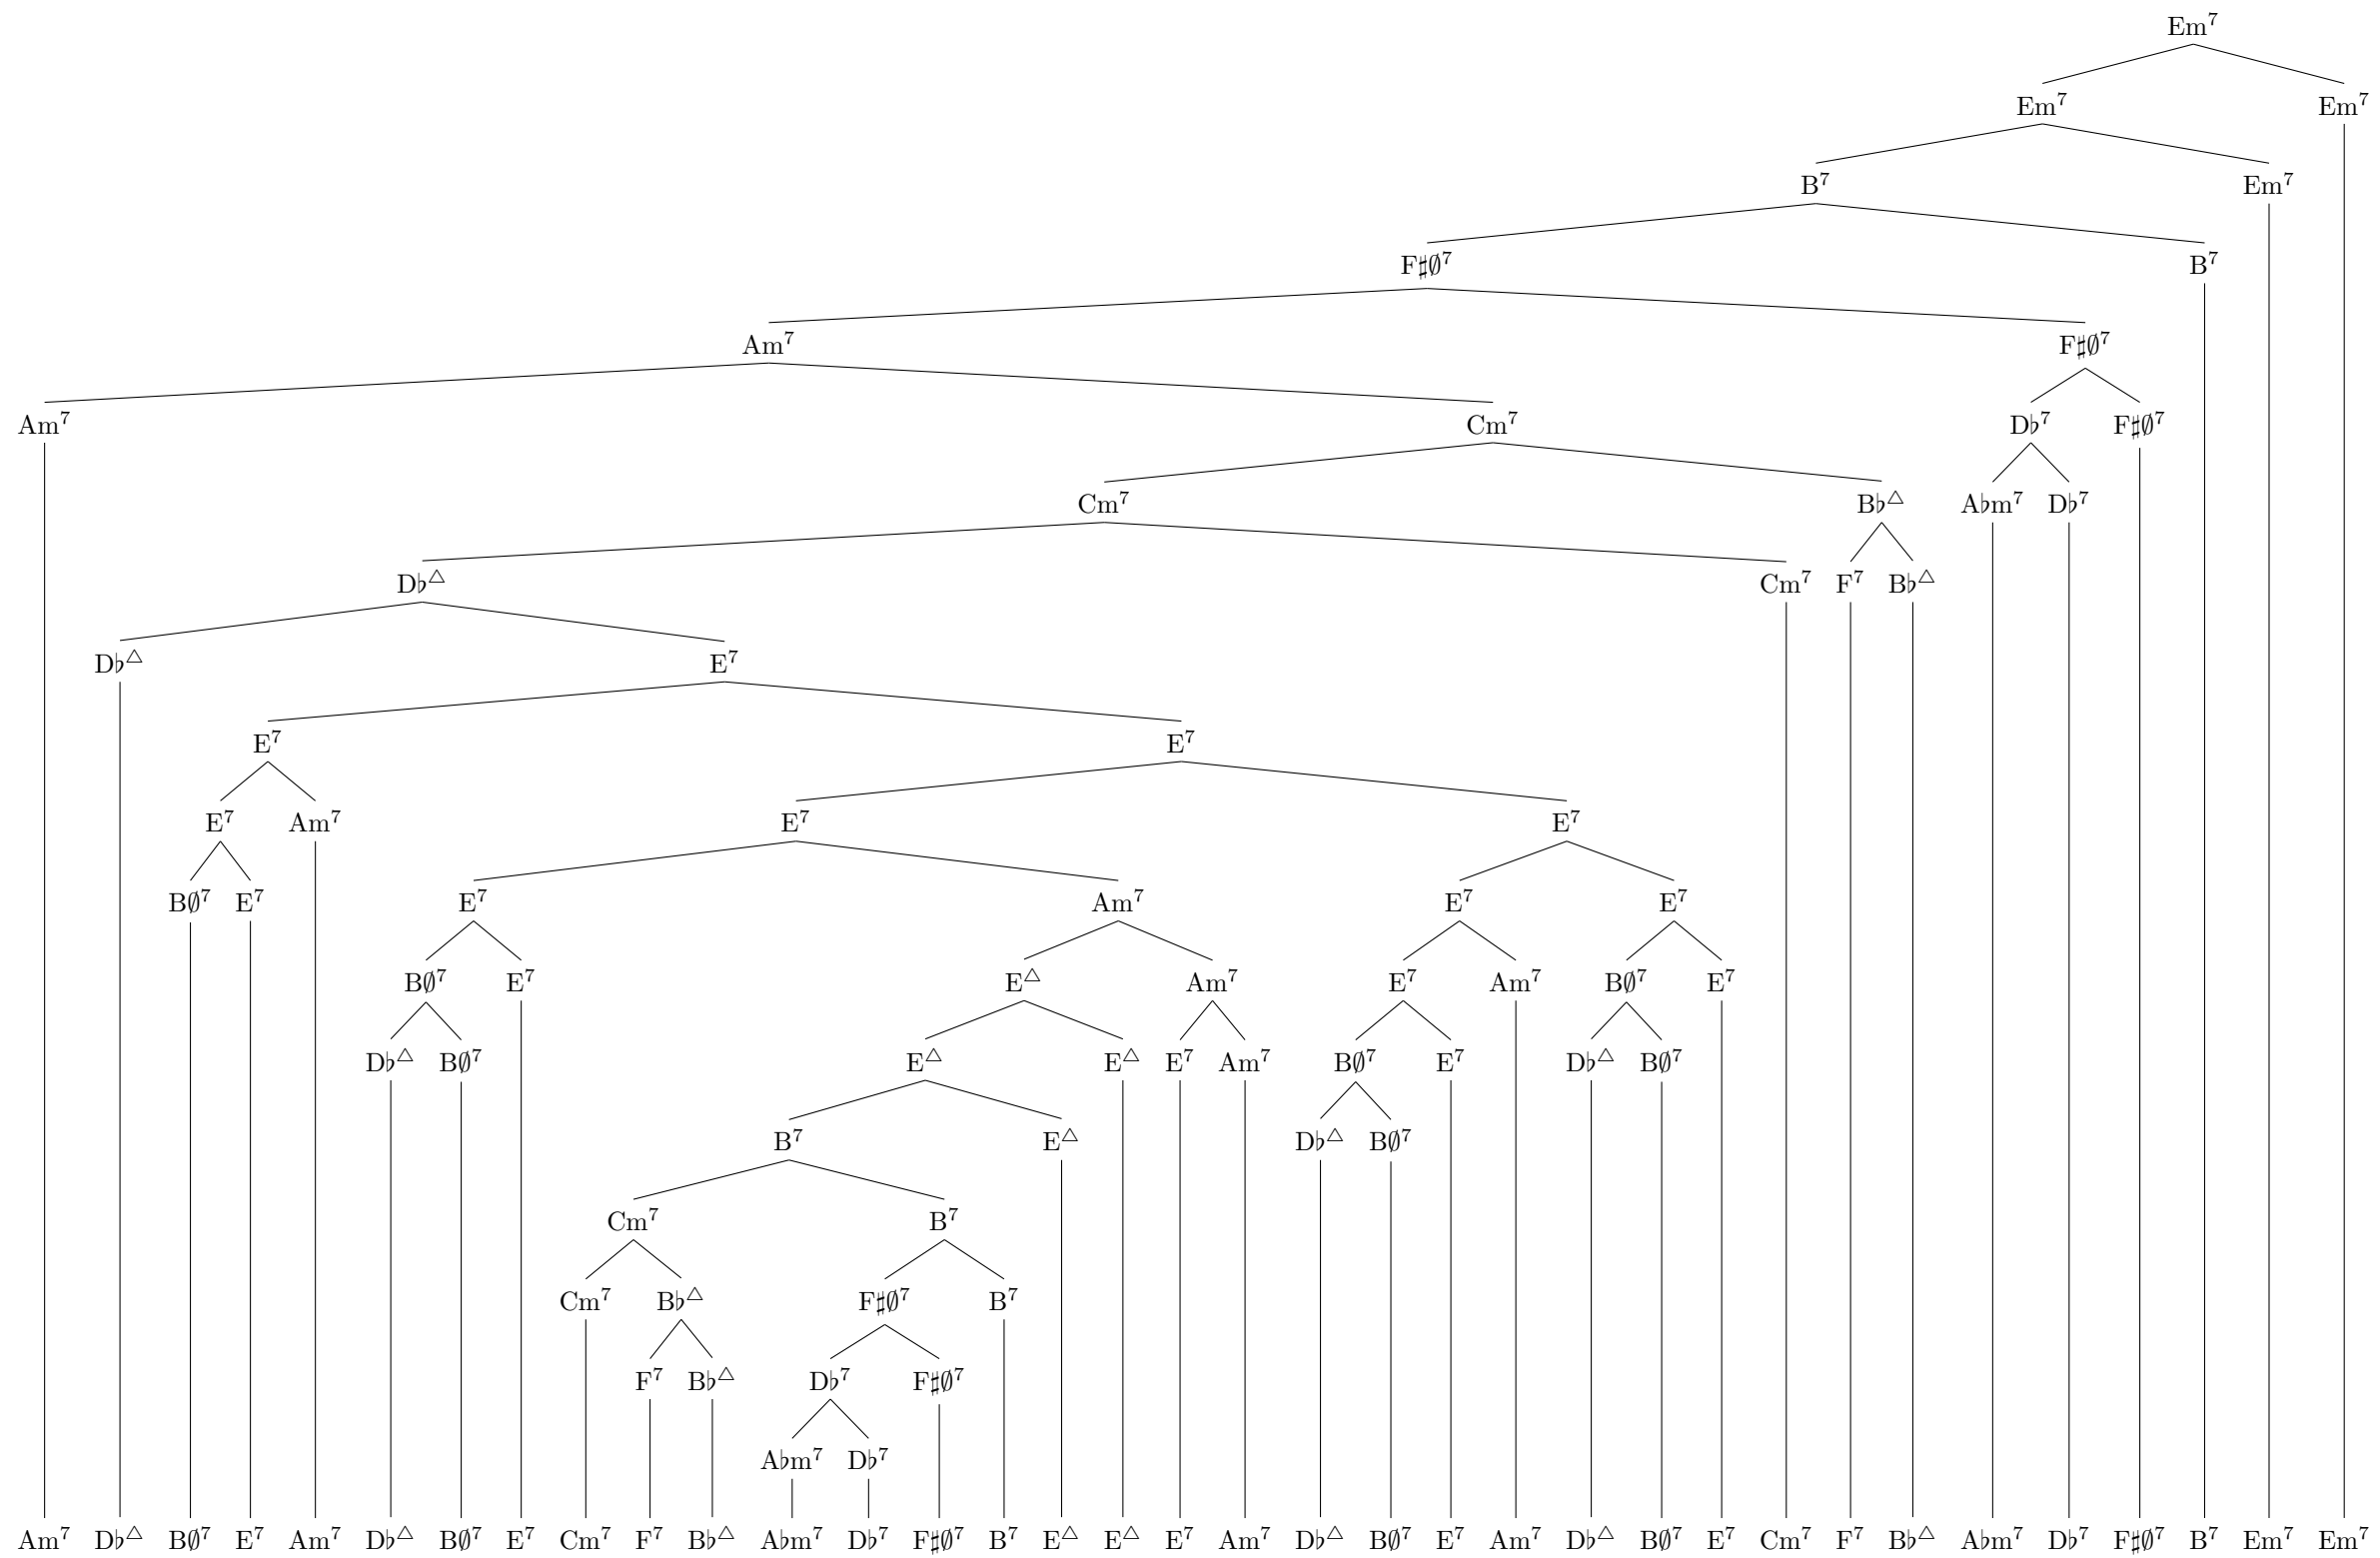 Em⁷
Em⁷ Em⁷
B⁷ Em⁷
F♯∅⁷ B⁷
Am⁷ F♯∅⁷
Am⁷ Cm⁷ D♭⁷ F♯∅⁷
Cm⁷ B♭△ A♭m⁷ D♭⁷
D♭△ Cm⁷ F⁷ B♭△
D♭△ E⁷
E⁷ E⁷
E⁷ Am⁷ E⁷ E⁷
B∅⁷ E⁷ E⁷ Am⁷ E⁷ E⁷
B∅⁷ E⁷ E△ Am⁷ E⁷ Am⁷ B∅⁷ E⁷
D♭△ B∅⁷ E△ E△ E⁷ Am⁷ B∅⁷ E⁷ D♭△ B∅⁷
B⁷ E△ D♭△ B∅⁷
Cm⁷ B⁷
Cm⁷ B♭△ F♯∅⁷ B⁷
F⁷ B♭△ D♭⁷ F♯∅⁷
A♭m⁷ D♭⁷
Am⁷ D♭△ B∅⁷ E⁷ Am⁷ D♭△ B∅⁷ E⁷ Cm⁷ F⁷ B♭△ A♭m⁷ D♭⁷ F♯∅⁷ B⁷ E△ E△ E⁷ Am⁷ D♭△ B∅⁷ E⁷ Am⁷ D♭△ B∅⁷ E⁷ Cm⁷ F⁷ B♭△ A♭m⁷ D♭⁷ F♯∅⁷ B⁷ Em⁷ Em⁷